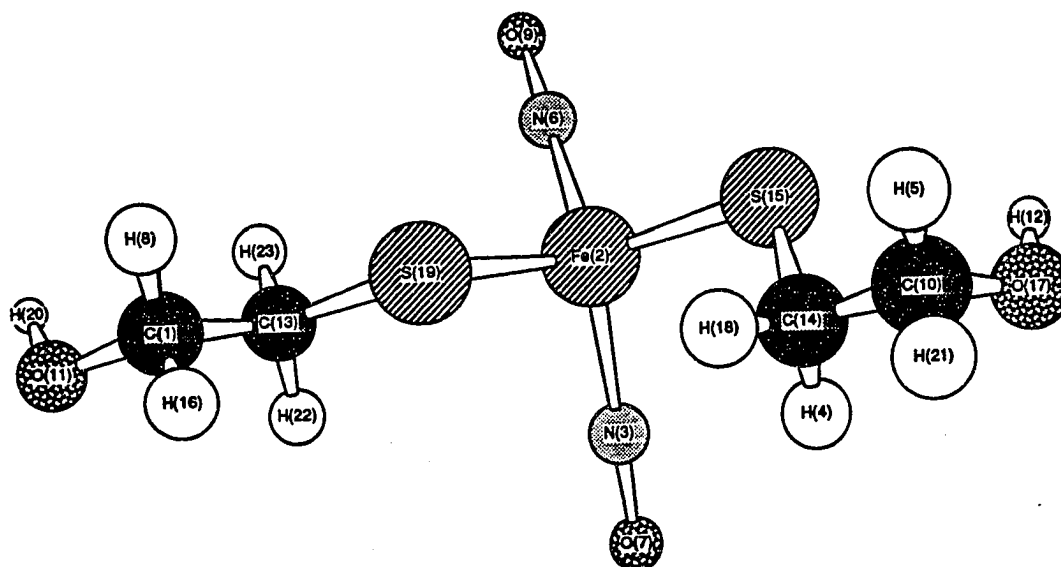 O(9)
N(6)
H(5)
S(15)
H(12)
H(8)
H(23)
Fe(2)
S(19)
C(10)
O(17)
H(20)
C(1)
C(13)
H(18)
C(14)
H(21)
O(11)
H(16)
H(22)
H(4)
N(3)
O(7)